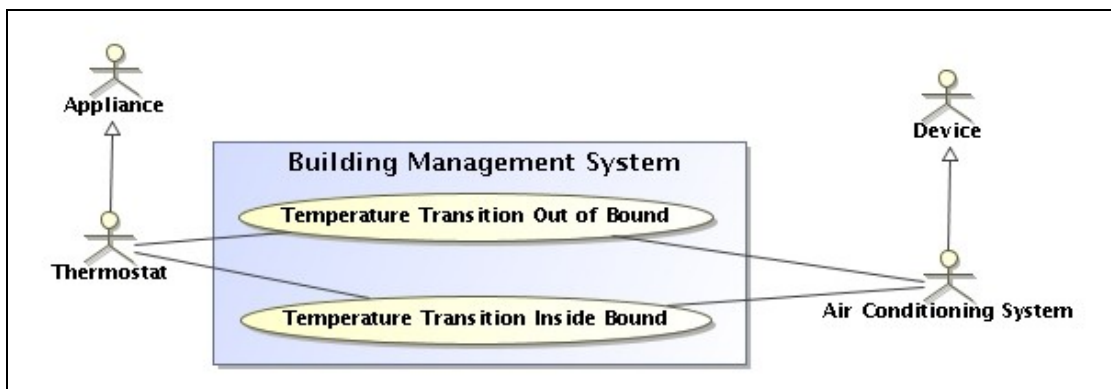 Appliance
Device
Building Management System
Temperature Transition Out of Bound
Thermostat
Temperature Transition Inside Bound
Air Conditioning System